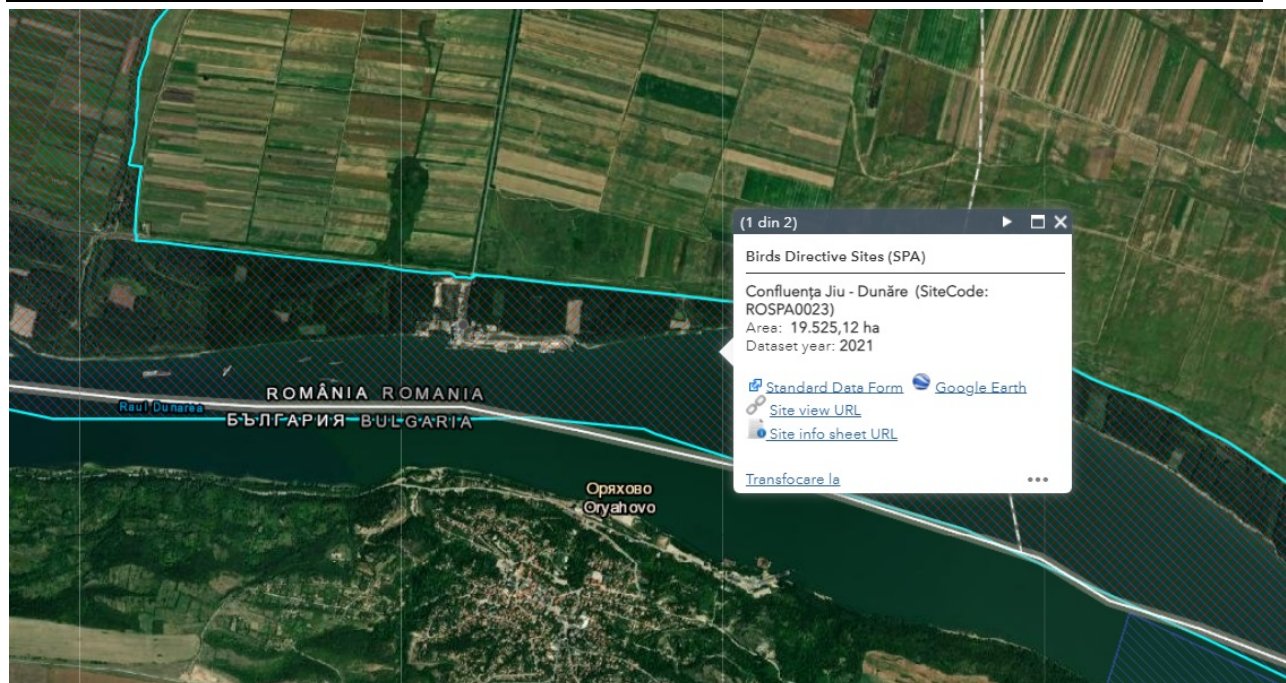 (1 din 2)
Birds Directive Sites (SPA)
Confluența Jiu - Dunăre (SiteCode:
ROSPA0023)
Area: 19.525,12 ha
Dataset year: 2021
Standard Data Form Google Earth
Site view URL
Site info sheet URL
Transfocare la
ROMÂNIA ROMANIA
Raul Dunarea
БЪЛГАРИЯ BULGARIA
Оряхово
Oryahovo